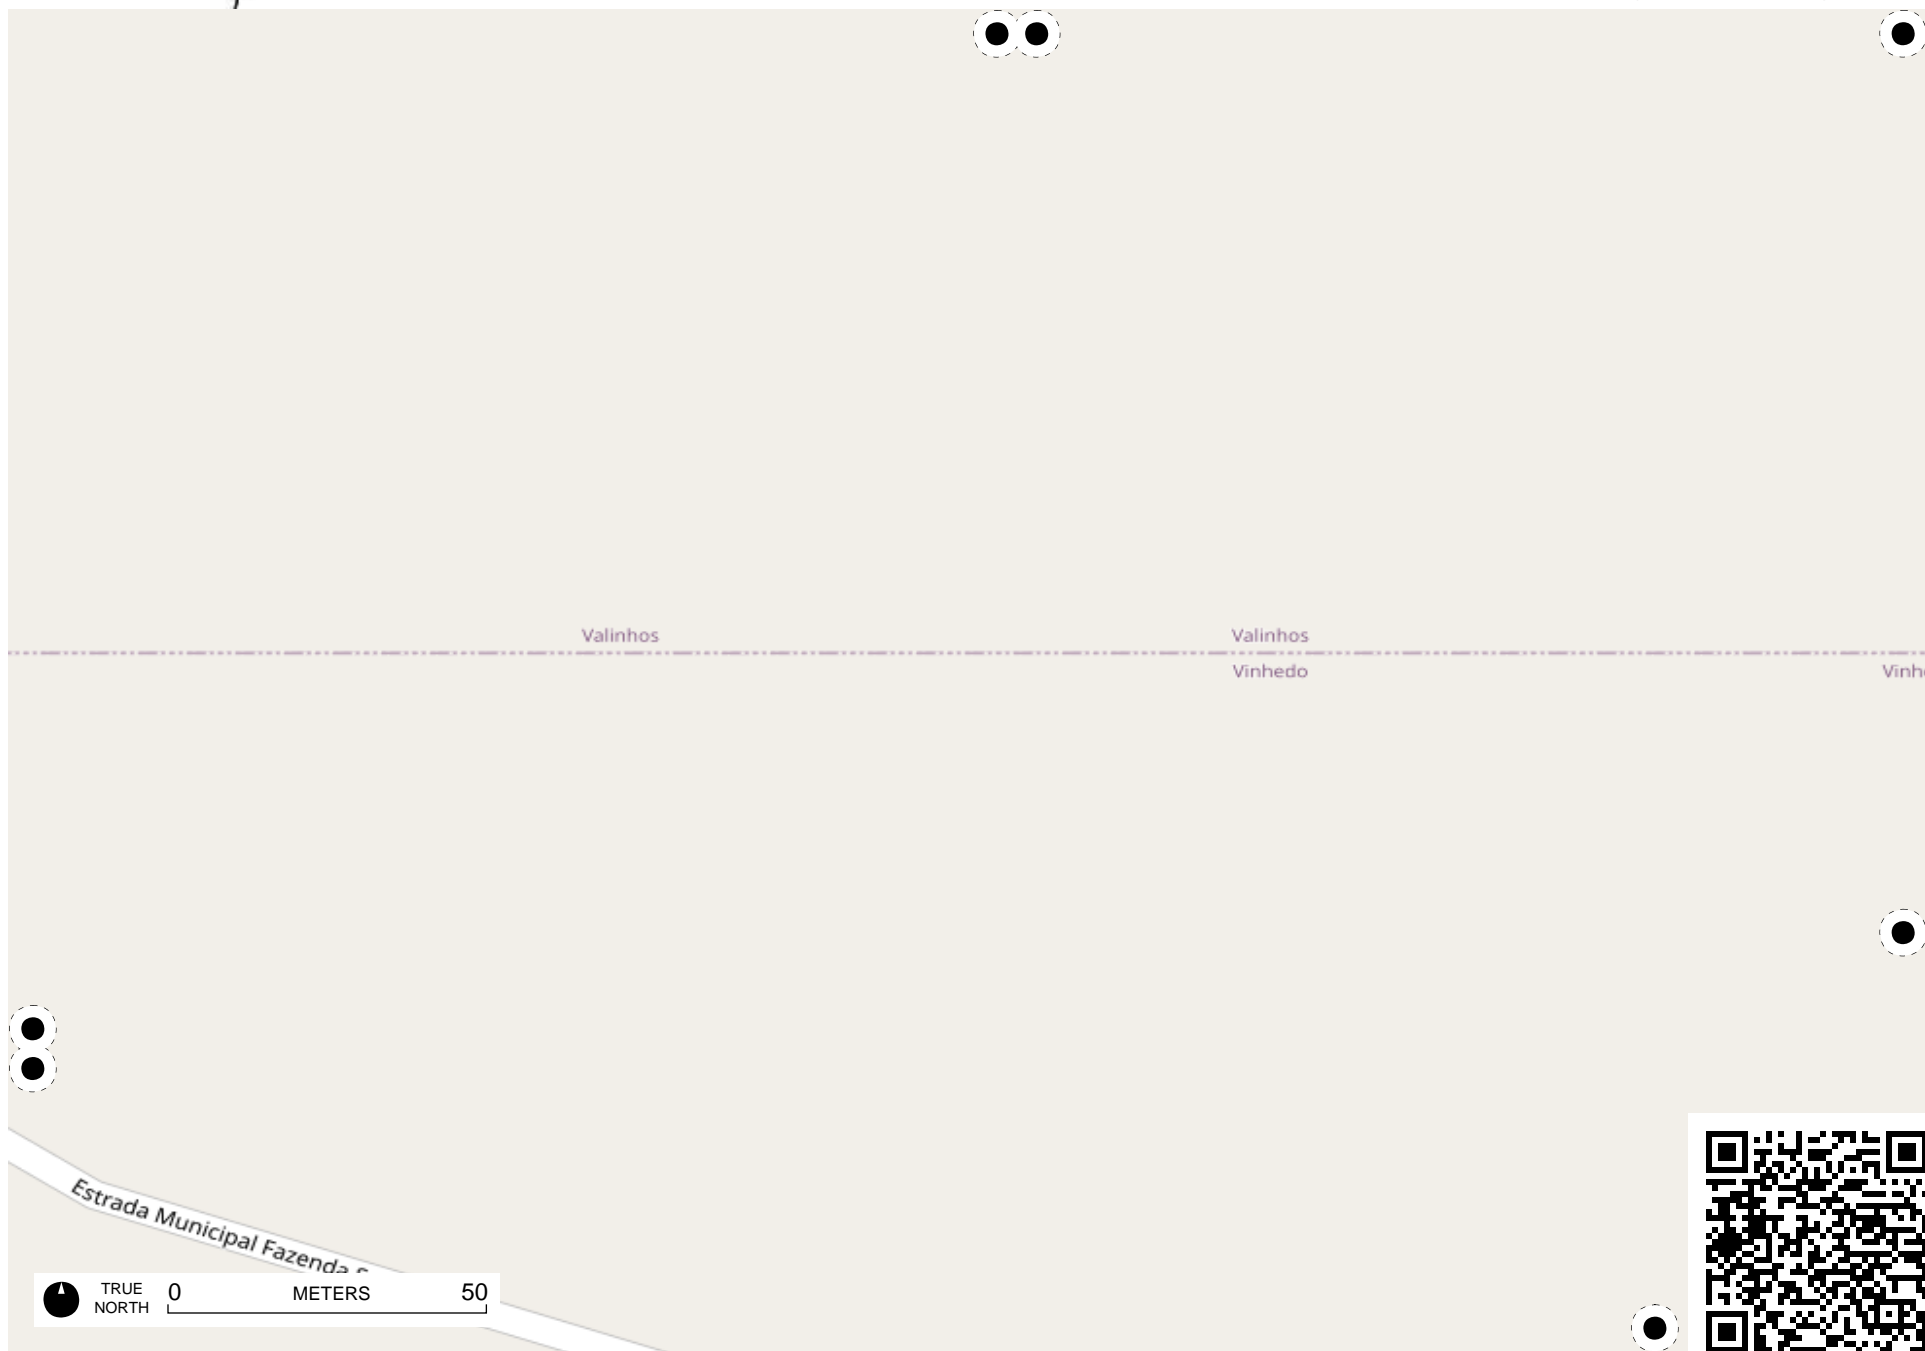 Valinhos
Valinhos
Vinhedo
Estrada Municipal Fazenda
TRUE
NORTH
0 METERS 50